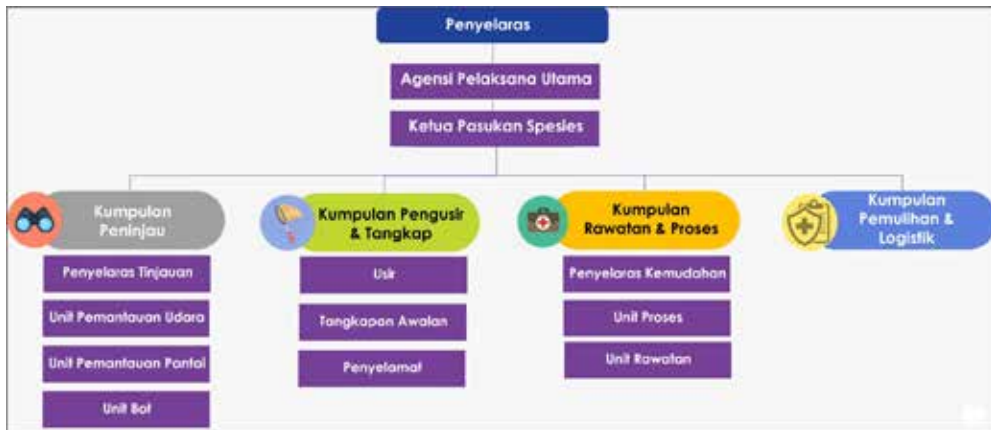 Penyelaras
Agensi Pelaksana Utama
Ketua Pasukan Spesies
Kumpulan
Peninjau
Penyelaras Tinjauan
Unit Pemantauan Udara
Unit Pemantauan Pantai
Unit Bot
Kumpulan Pengusir
& Tangkap
Usir
Tangkapan Awalan
Penyelamat
Kumpulan
Rawatan & Proses
Penyelaras Kemudahan
Unit Proses
Unit Rawatan
Kumpulan
Pemulihan &
Logistik